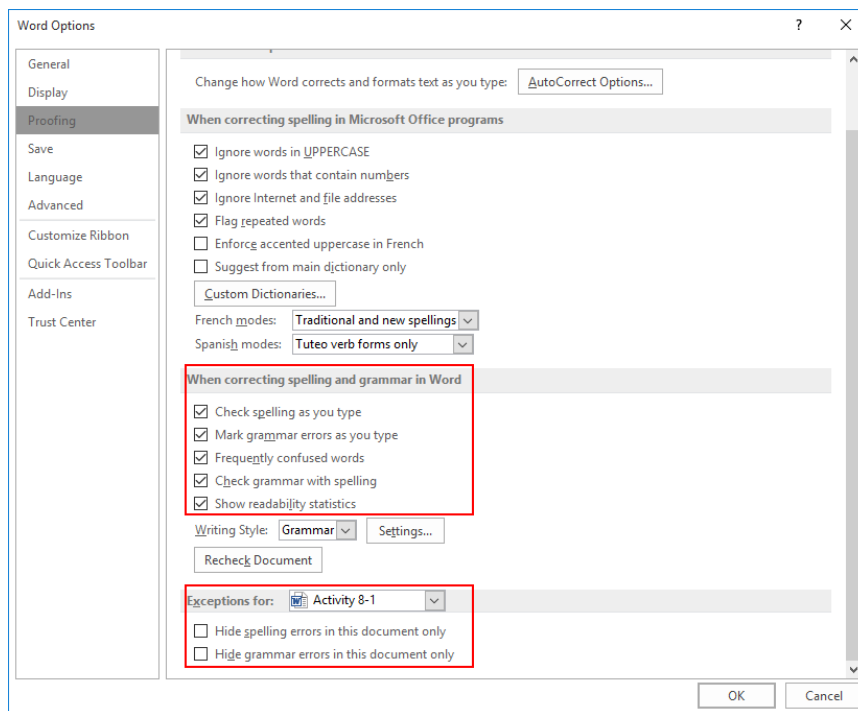 Word Options ? ×
General
Display
Proofing
Save
Language
Advanced
Customize Ribbon
Quick Access Toolbar
Add-Ins
Trust Center
Change how Word corrects and formats text as you type: AutoCorrect Options...
When correcting spelling in Microsoft Office programs
Ignore words in UPPERCASE
Ignore words that contain numbers
Ignore Internet and file addresses
Flag repeated words
Enforce accented uppercase in French
Suggest from main dictionary only
Custom Dictionaries...
French modes: Traditional and new spellings
Spanish modes: Tuteo verb forms only
When correcting spelling and grammar in Word
Check spelling as you type
Mark grammar errors as you type
Frequently confused words
Check grammar with spelling
Show readability statistics
Writing Style: Grammar Settings...
Recheck Document
Exceptions for: Activity 8-1
Hide spelling errors in this document only
Hide grammar errors in this document only
OK Cancel